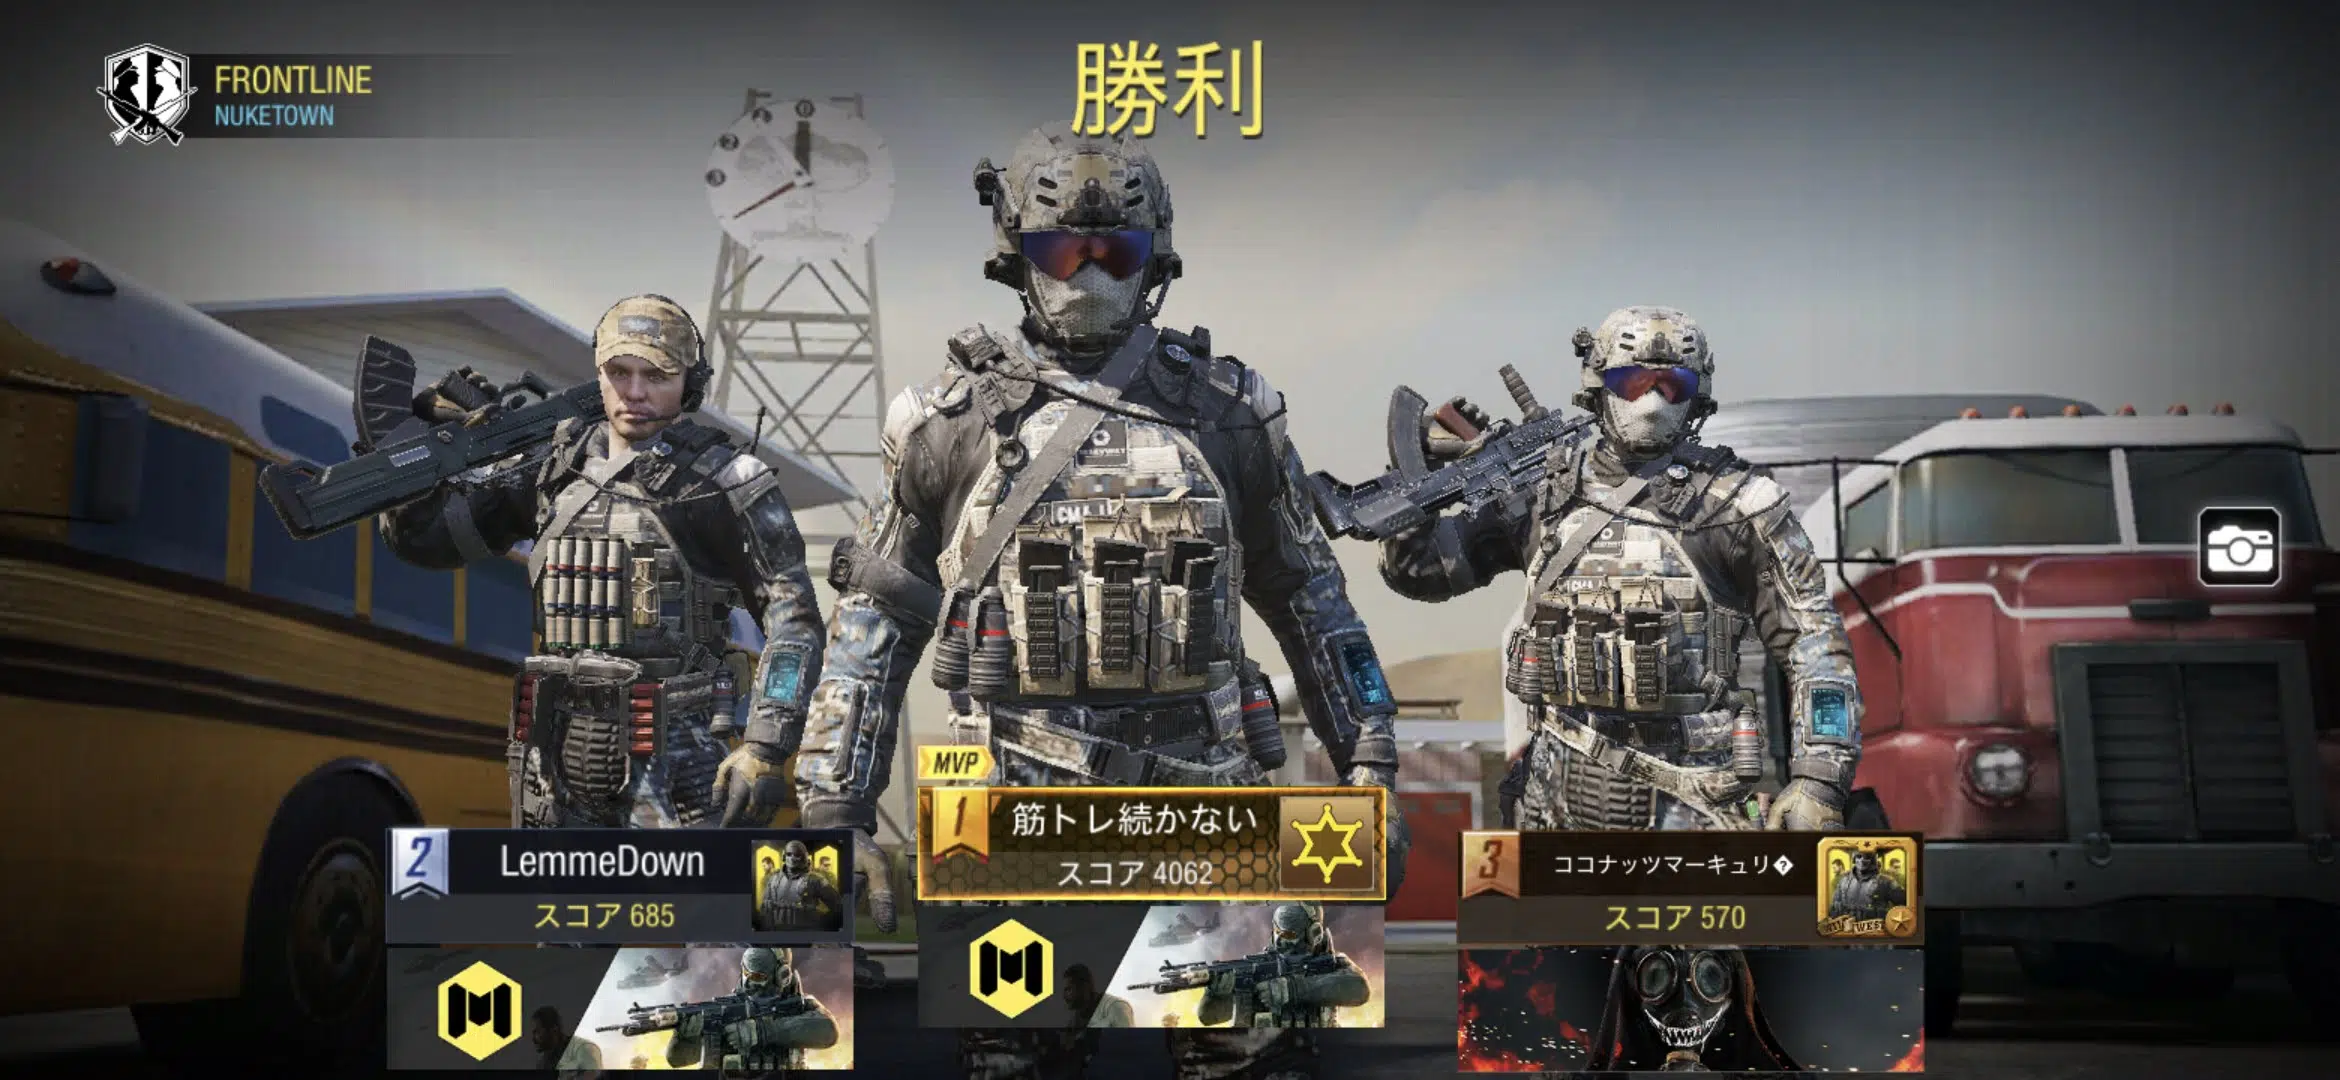 FRONTLINE
NUKETOWN
勝利
MVP
1
筋トレ続かない
スコア 4062
2
LemmeDown
スコア 685
3
ココナッツマーキュリ�
スコア 570